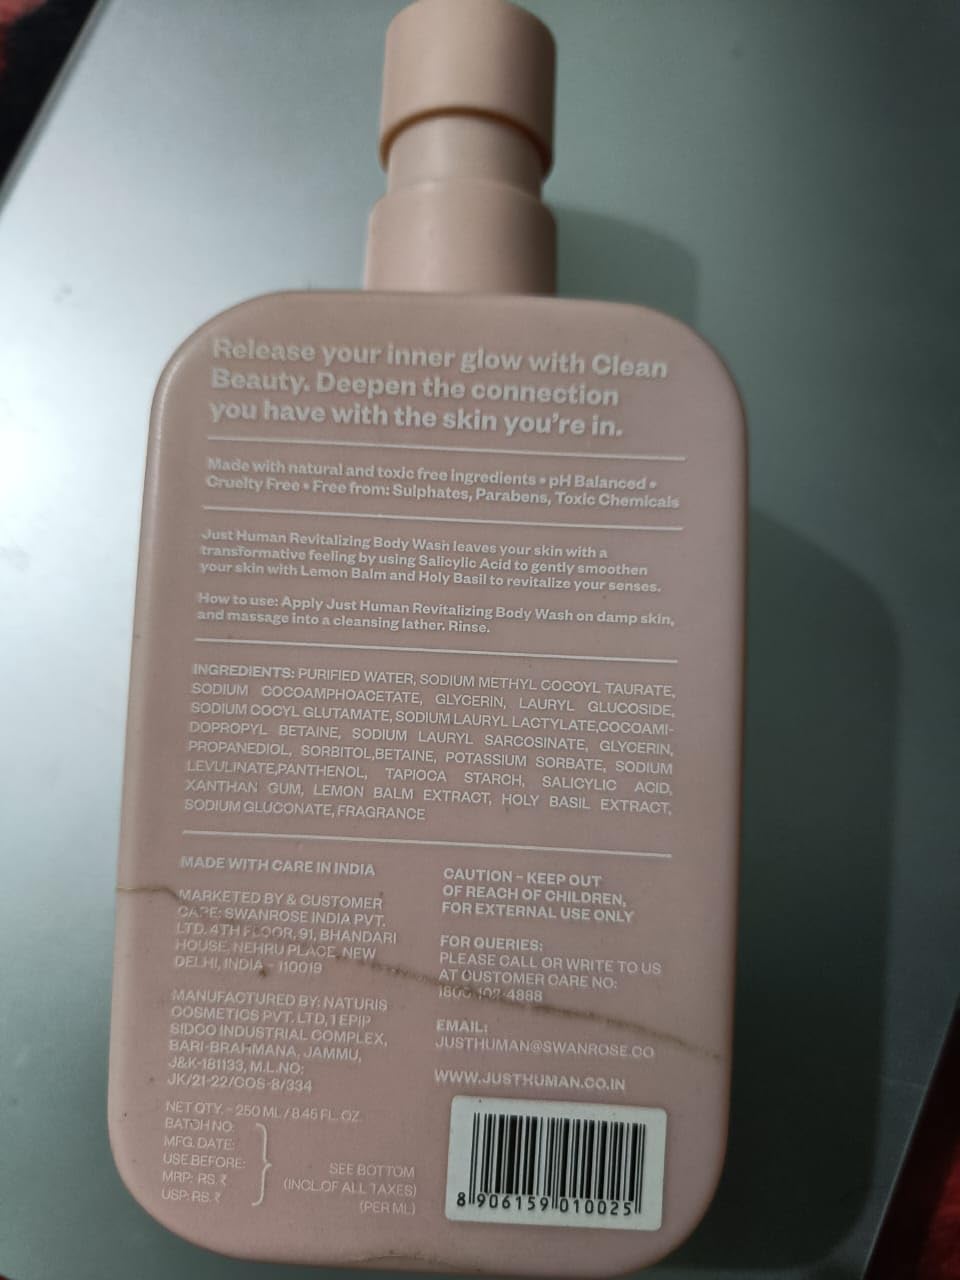 Release your inner glow with Clean
Beauty. Deepen the connection
you have with the skin you're in.
Made with natural and toxic free ingredients • pH Balanced •
Cruelty Free • Free from: Sulphates, Parabens, Toxic Chemicals
Just Human Revitalizing Body Wash leaves your skin with a
transformative feeling by using Salicylic Acid to gently smoothen
your skin with Lemon Balm and Holy Basil to revitalize your senses.
How to use: Apply Just Human Revitalizing Body Wash on damp skin,
and massage into a cleansing lather. Rinse.
INGREDIENTS: PURIFIED WATER, SODIUM METHYL COCOYL TAURATE,
SODIUM COCOAMPHOACETATE, GLYCERIN, LAURYL GLUCOSIDE,
SODIUM COCYL GLUTAMATE, SODIUM LAURYL LACTYLATE,COCOAMI-
DOPROPYL BETAINE, SODIUM LAURYL SARCOSINATE, GLYCERIN,
PROPANEDIOL, SORBITOL,BETAINE, POTASSIUM SORBATE, SODIUM
LEVULINATE,PANTHENOL, TAPIOCA STARCH, SALICYLIC ACID,
XANTHAN GUM, LEMON BALM EXTRACT, HOLY BASIL EXTRACT,
SODIUM GLUCONATE, FRAGRANCE
MADE WITH CARE IN INDIA
MARKETED BY & CUSTOMER
CARE: SWANROSE INDIA PVT.
LTD. 4TH FLOOR, 91, BHANDARI
HOUSE, NEHRU PLACE, NEW
DELHI, INDIA - 110019
MANUFACTURED BY: NATURIS
COSMETICS PVT. LTD, 1 EPIP
SIDCO INDUSTRIAL COMPLEX,
BARI-BRAHMANA, JAMMU,
J&K-181133, M.L.NO:
JK/21-22/COS-8/334
NET QTY. - 250 ML / 8.45 FL. OZ.
BATCH NO:
MFG. DATE:
USE BEFORE:
MRP: RS. ₹
USP: RS. ₹
SEE BOTTOM
(INCL.OF ALL TAXES)
(PER ML)
CAUTION - KEEP OUT
OF REACH OF CHILDREN,
FOR EXTERNAL USE ONLY
FOR QUERIES:
PLEASE CALL OR WRITE TO US
AT CUSTOMER CARE NO:
1800-102-4888
EMAIL:
JUSTHUMAN@SWANROSE.CO
WWW.JUSTHUMAN.CO.IN
8 906159 010025